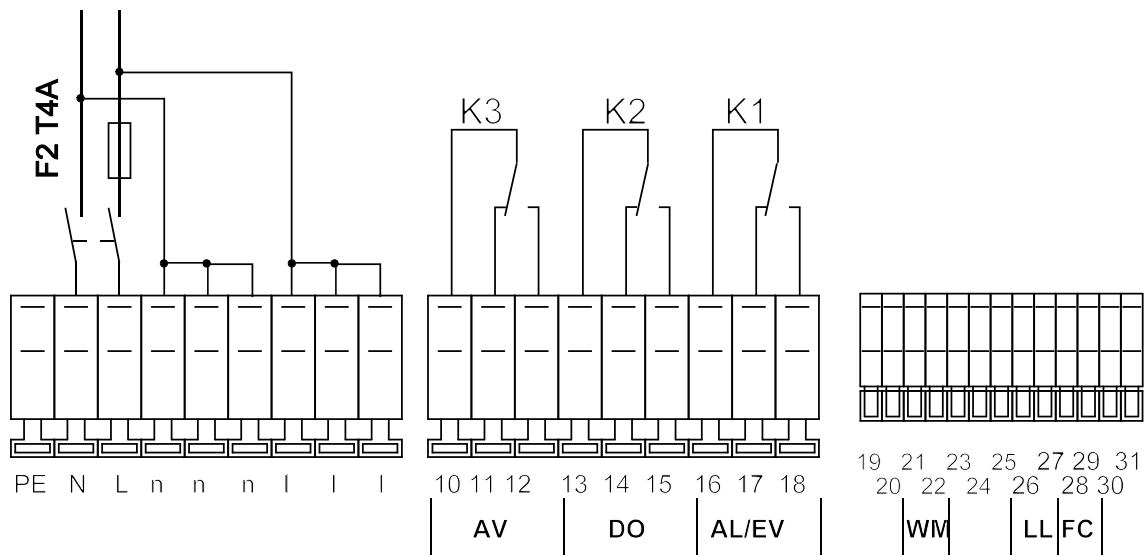 F2 T4A
K3 K2 K1
PE N L n n n l l l
10 11 12 13 14 15 16 17 18
19 21 23 25 27 29 31
20 22 24 26 28 30
AV DO AL/EV WM LL FC